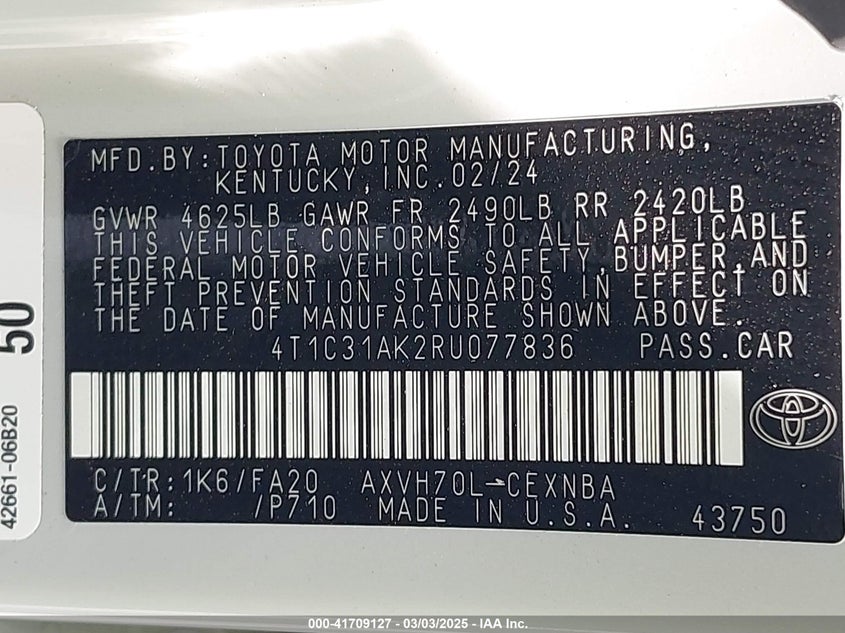 MFD.BY:TOYOTA MOTOR MANUFACTURING,
KENTUCKY, INC.02/24
GVWR 4625LB GAWR FR 2490LB RR 2420LB
THIS VEHICLE CONFORMS TO ALL APPLICABLE
FEDERAL MOTOR VEHICLE SAFETY,BUMPER,AND
THEFT PREVENTION STANDARDS IN EFFECT ON
THE DATE OF MANUFACTURE SHOWN ABOVE.
4T1C31AK2RU077836 PASS.CAR
C/TR:1K6/FA20 AXVH70L-CEXNBA
A/TM: /P710 MADE IN U.S.A. 43750
50
42661-06B20
000-41709127 - 03/03/2025 - IAA Inc.